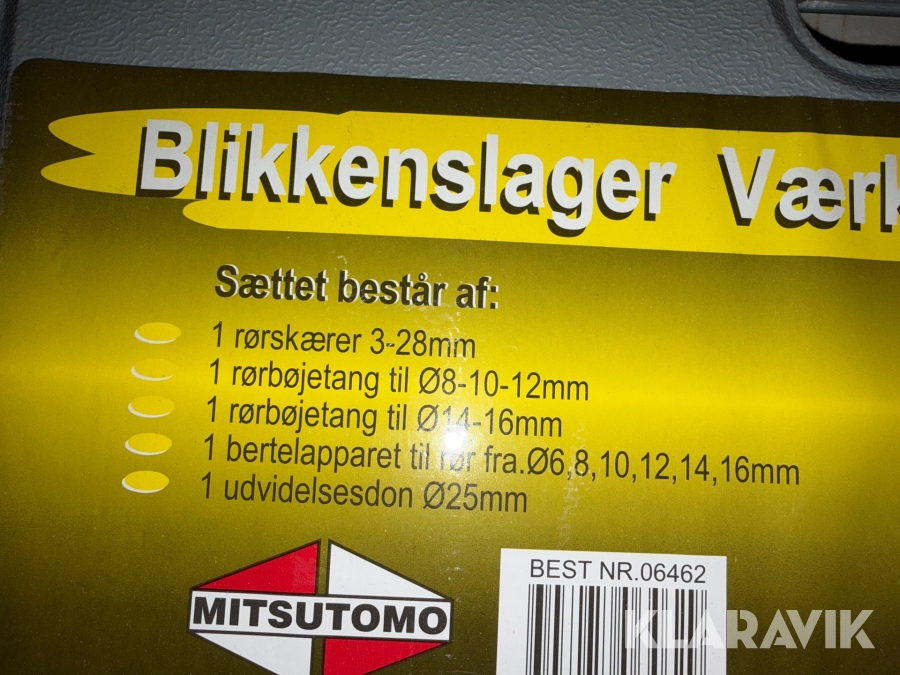 Blikkenslager Værk
Sættet består af:
1 rørskærer 3-28mm
1 rørbøjetang til Ø8-10-12mm
1 rørbøjetang til Ø14-16mm
1 bertelapparet til rør fra.Ø6,8,10,12,14,16mm
1 udvidelsesdon Ø25mm
MITSUTOMO
BEST NR.06462
KLARAVIK